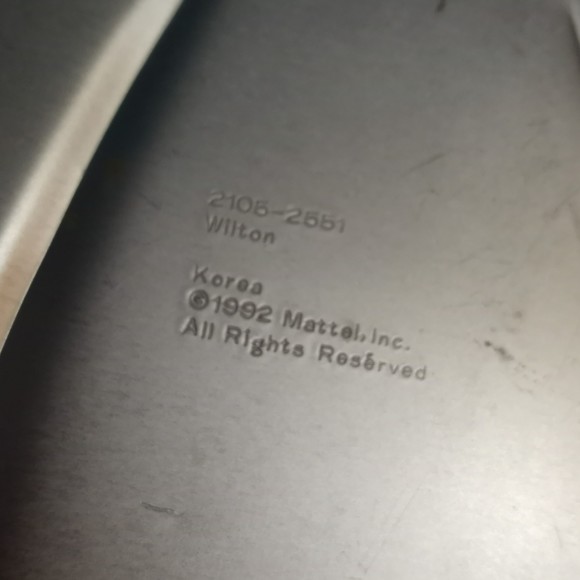 2105-2551
Wilton
Korea
©1992 Mattel, Inc.
All Rights Reserved